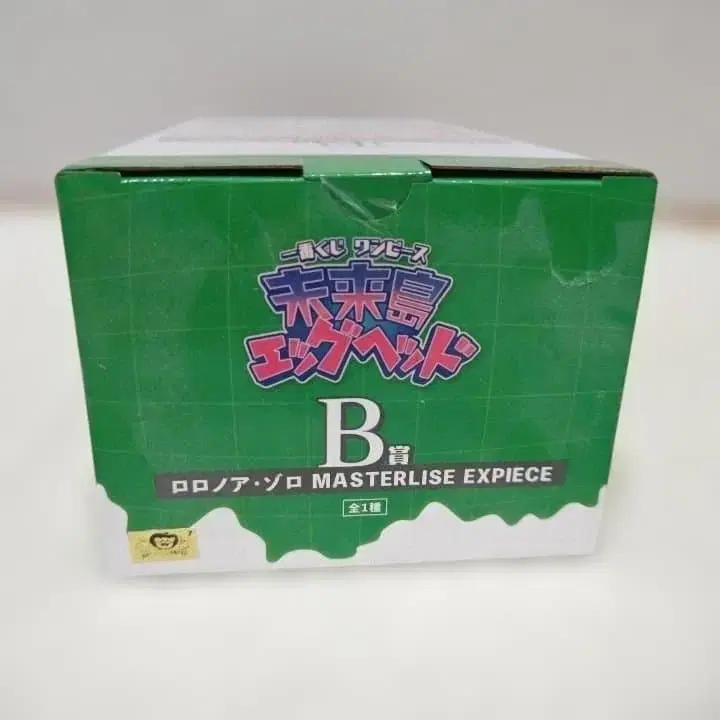 一番くじ ワンピース
未来島
エッグヘッド
B賞
ロロノア・ゾロ MASTERLISE EXPIECE
全1種